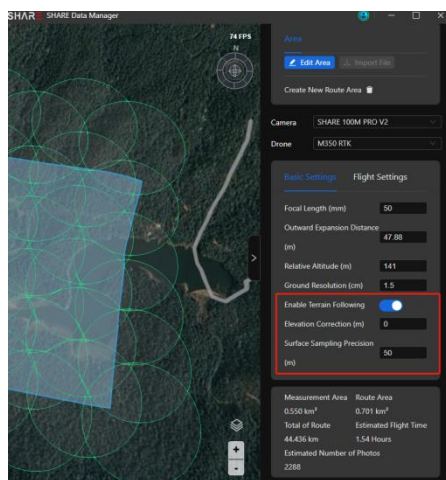 SHARE SHARE Data Manager
74 FPS
N
Area
Edit Area Import File
Create New Route Area
Camera SHARE 100M PRO V2
Drone M350 RTK
Basic Settings Flight Settings
Focal Length (mm) 50
Outward Expansion Distance
(m) 47.88
Relative Altitude (m) 141
Ground Resolution (cm) 1.5
Enable Terrain Following
Elevation Correction (m) 0
Surface Sampling Precision
(m) 50
Measurement Area Route Area
0.550 km² 0.701 km²
Total of Route Estimated Flight Time
44.436 km 1.54 Hours
Estimated Number of Photos
2288
+
-